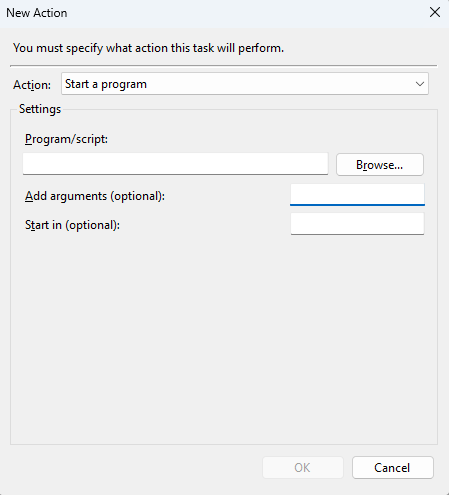 New Action
You must specify what action this task will perform.
Action: Start a program
Settings
Program/script:
Browse...
Add arguments (optional):
Start in (optional):
OK Cancel